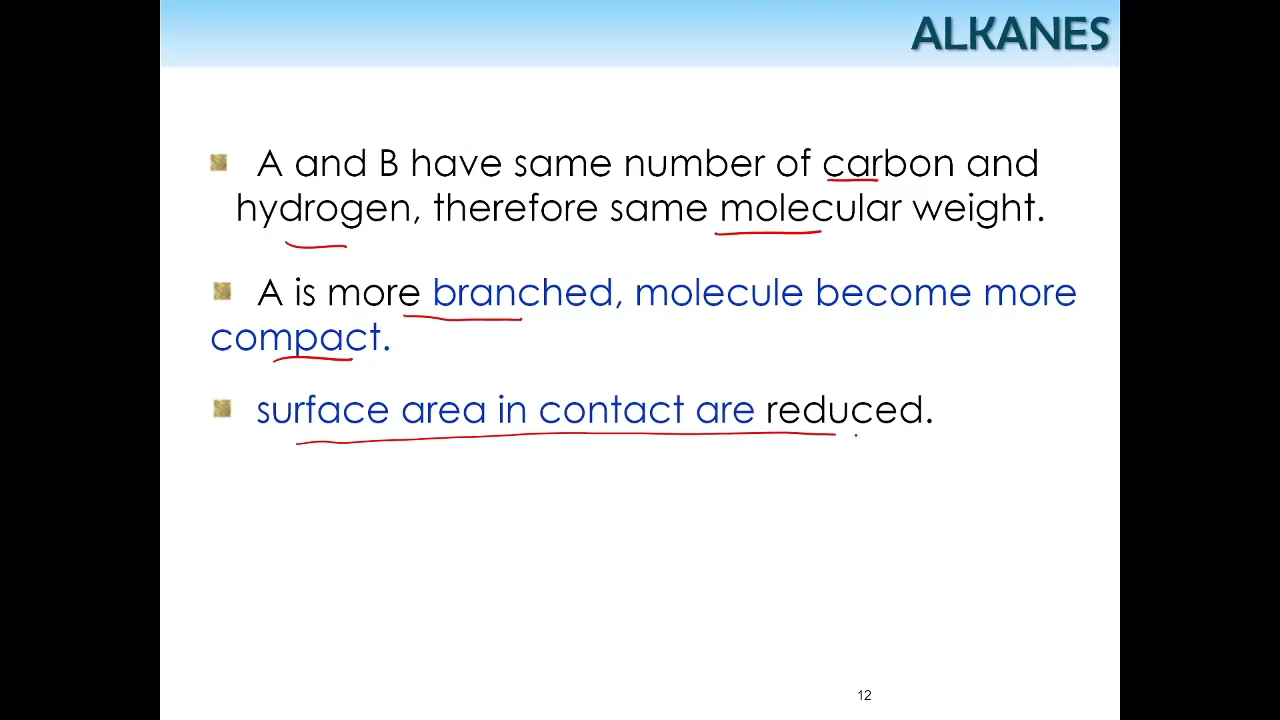 ALKANES
A and B have same number of carbon and
hydrogen, therefore same molecular weight.
A is more branched, molecule become more
compact.
surface area in contact are reduced.
12